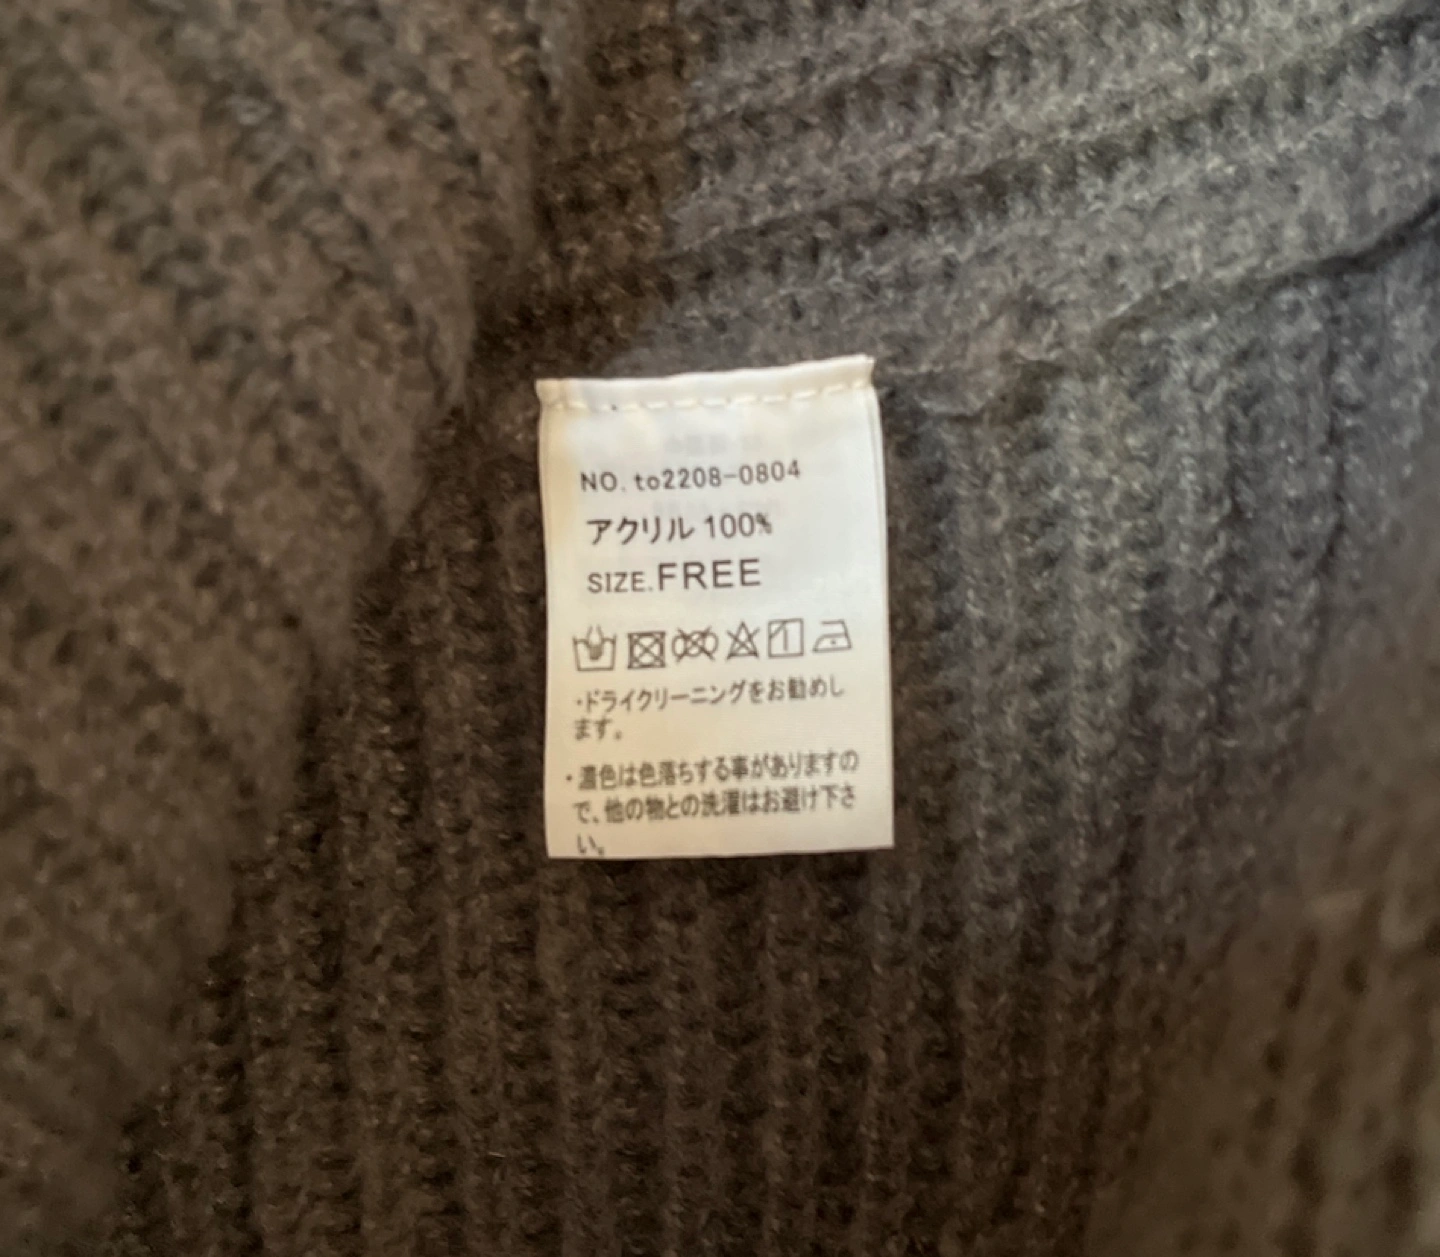 NO. to2208-0804
アクリル 100%
SIZE.FREE
・ドライクリーニングをお勧めし
ます。
・濃色は色落ちする事がありますの
で、他の物との洗濯はお避け下さ
い。